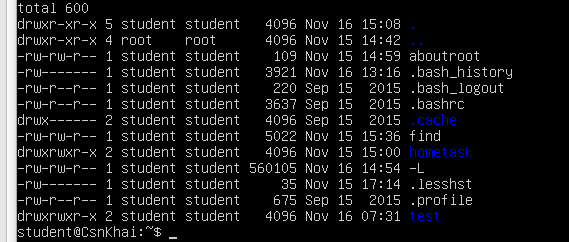 total 600
drwxr-xr-x 5 student student   4096 Nov 16 15:08 .
drwxr-xr-x 4 root    root      4096 Nov 15 14:42 ..
-rw-rw-r-- 1 student student    109 Nov 15 14:59 aboutroot
-rw------- 1 student student   3921 Nov 16 13:16 .bash_history
-rw-r--r-- 1 student student    220 Sep 15  2015 .bash_logout
-rw-r--r-- 1 student student   3637 Sep 15  2015 .bashrc
drwx------ 2 student student   4096 Sep 15  2015 .cache
-rw-rw-r-- 1 student student   5022 Nov 15 15:36 find
drwxrwxr-x 2 student student   4096 Nov 15 15:00 hometask
-rw-rw-r-- 1 student student 560105 Nov 16 14:54 -L
-rw------- 1 student student     35 Nov 15 17:14 .lesshst
-rw-r--r-- 1 student student    675 Sep 15  2015 .profile
drwxrwxr-x 2 student student   4096 Nov 16 07:31 test
student@CsnKhai:~$ _